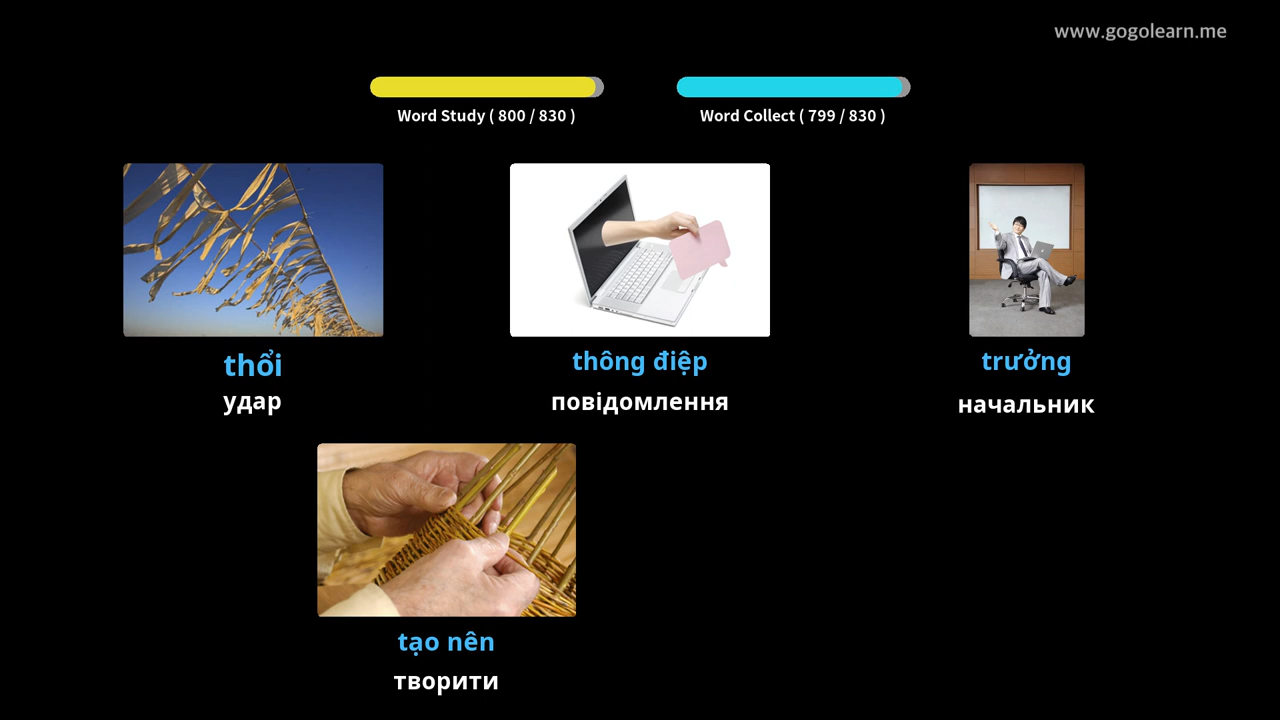 www.gogolearn.me
Word Study ( 800 / 830 )
Word Collect ( 799 / 830 )
thổi
удар
thông điệp
повідомлення
trưởng
начальник
tạo nên
творити